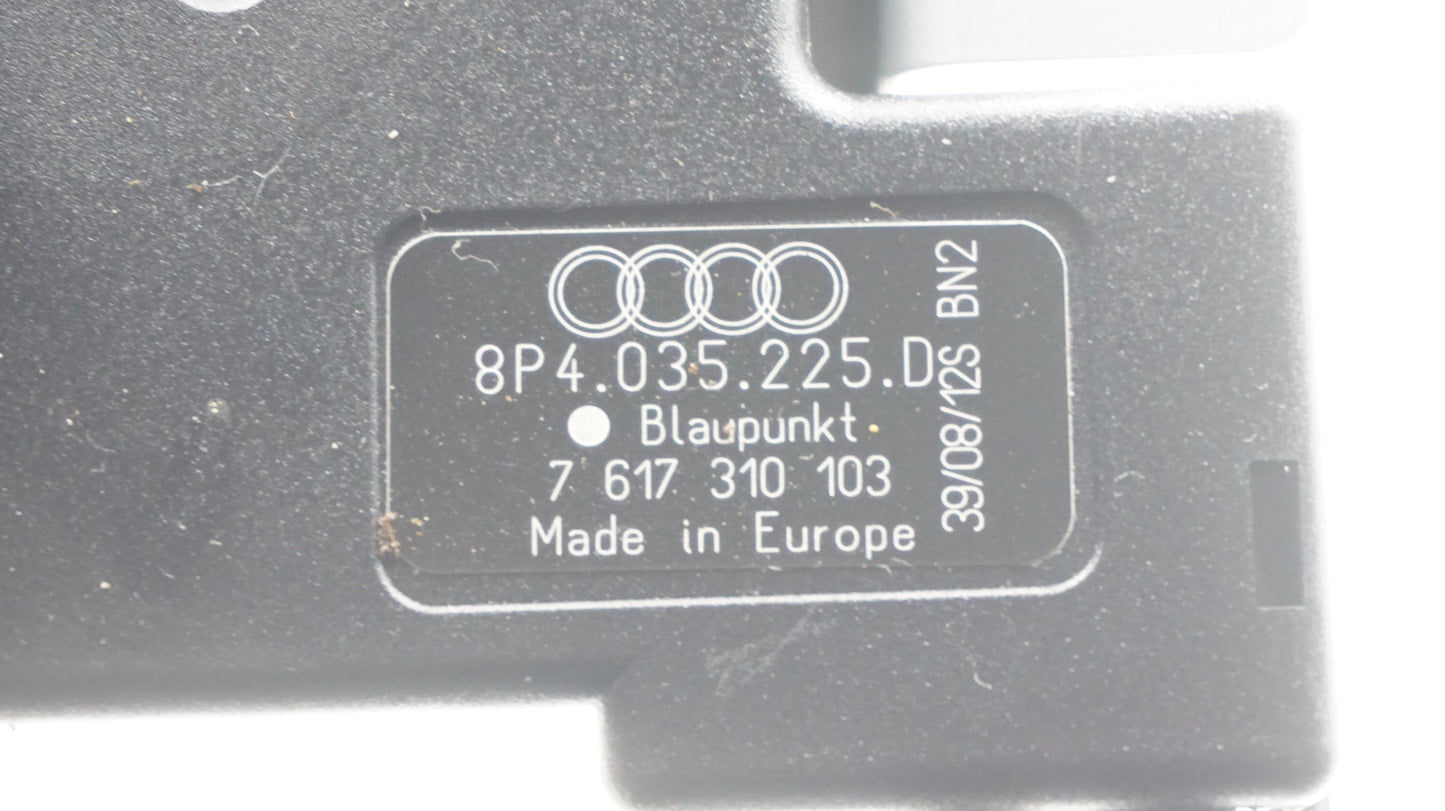 8P4.035.225.D
Blaupunkt
7 617 310 103
Made in Europe
39/08/12S BN2